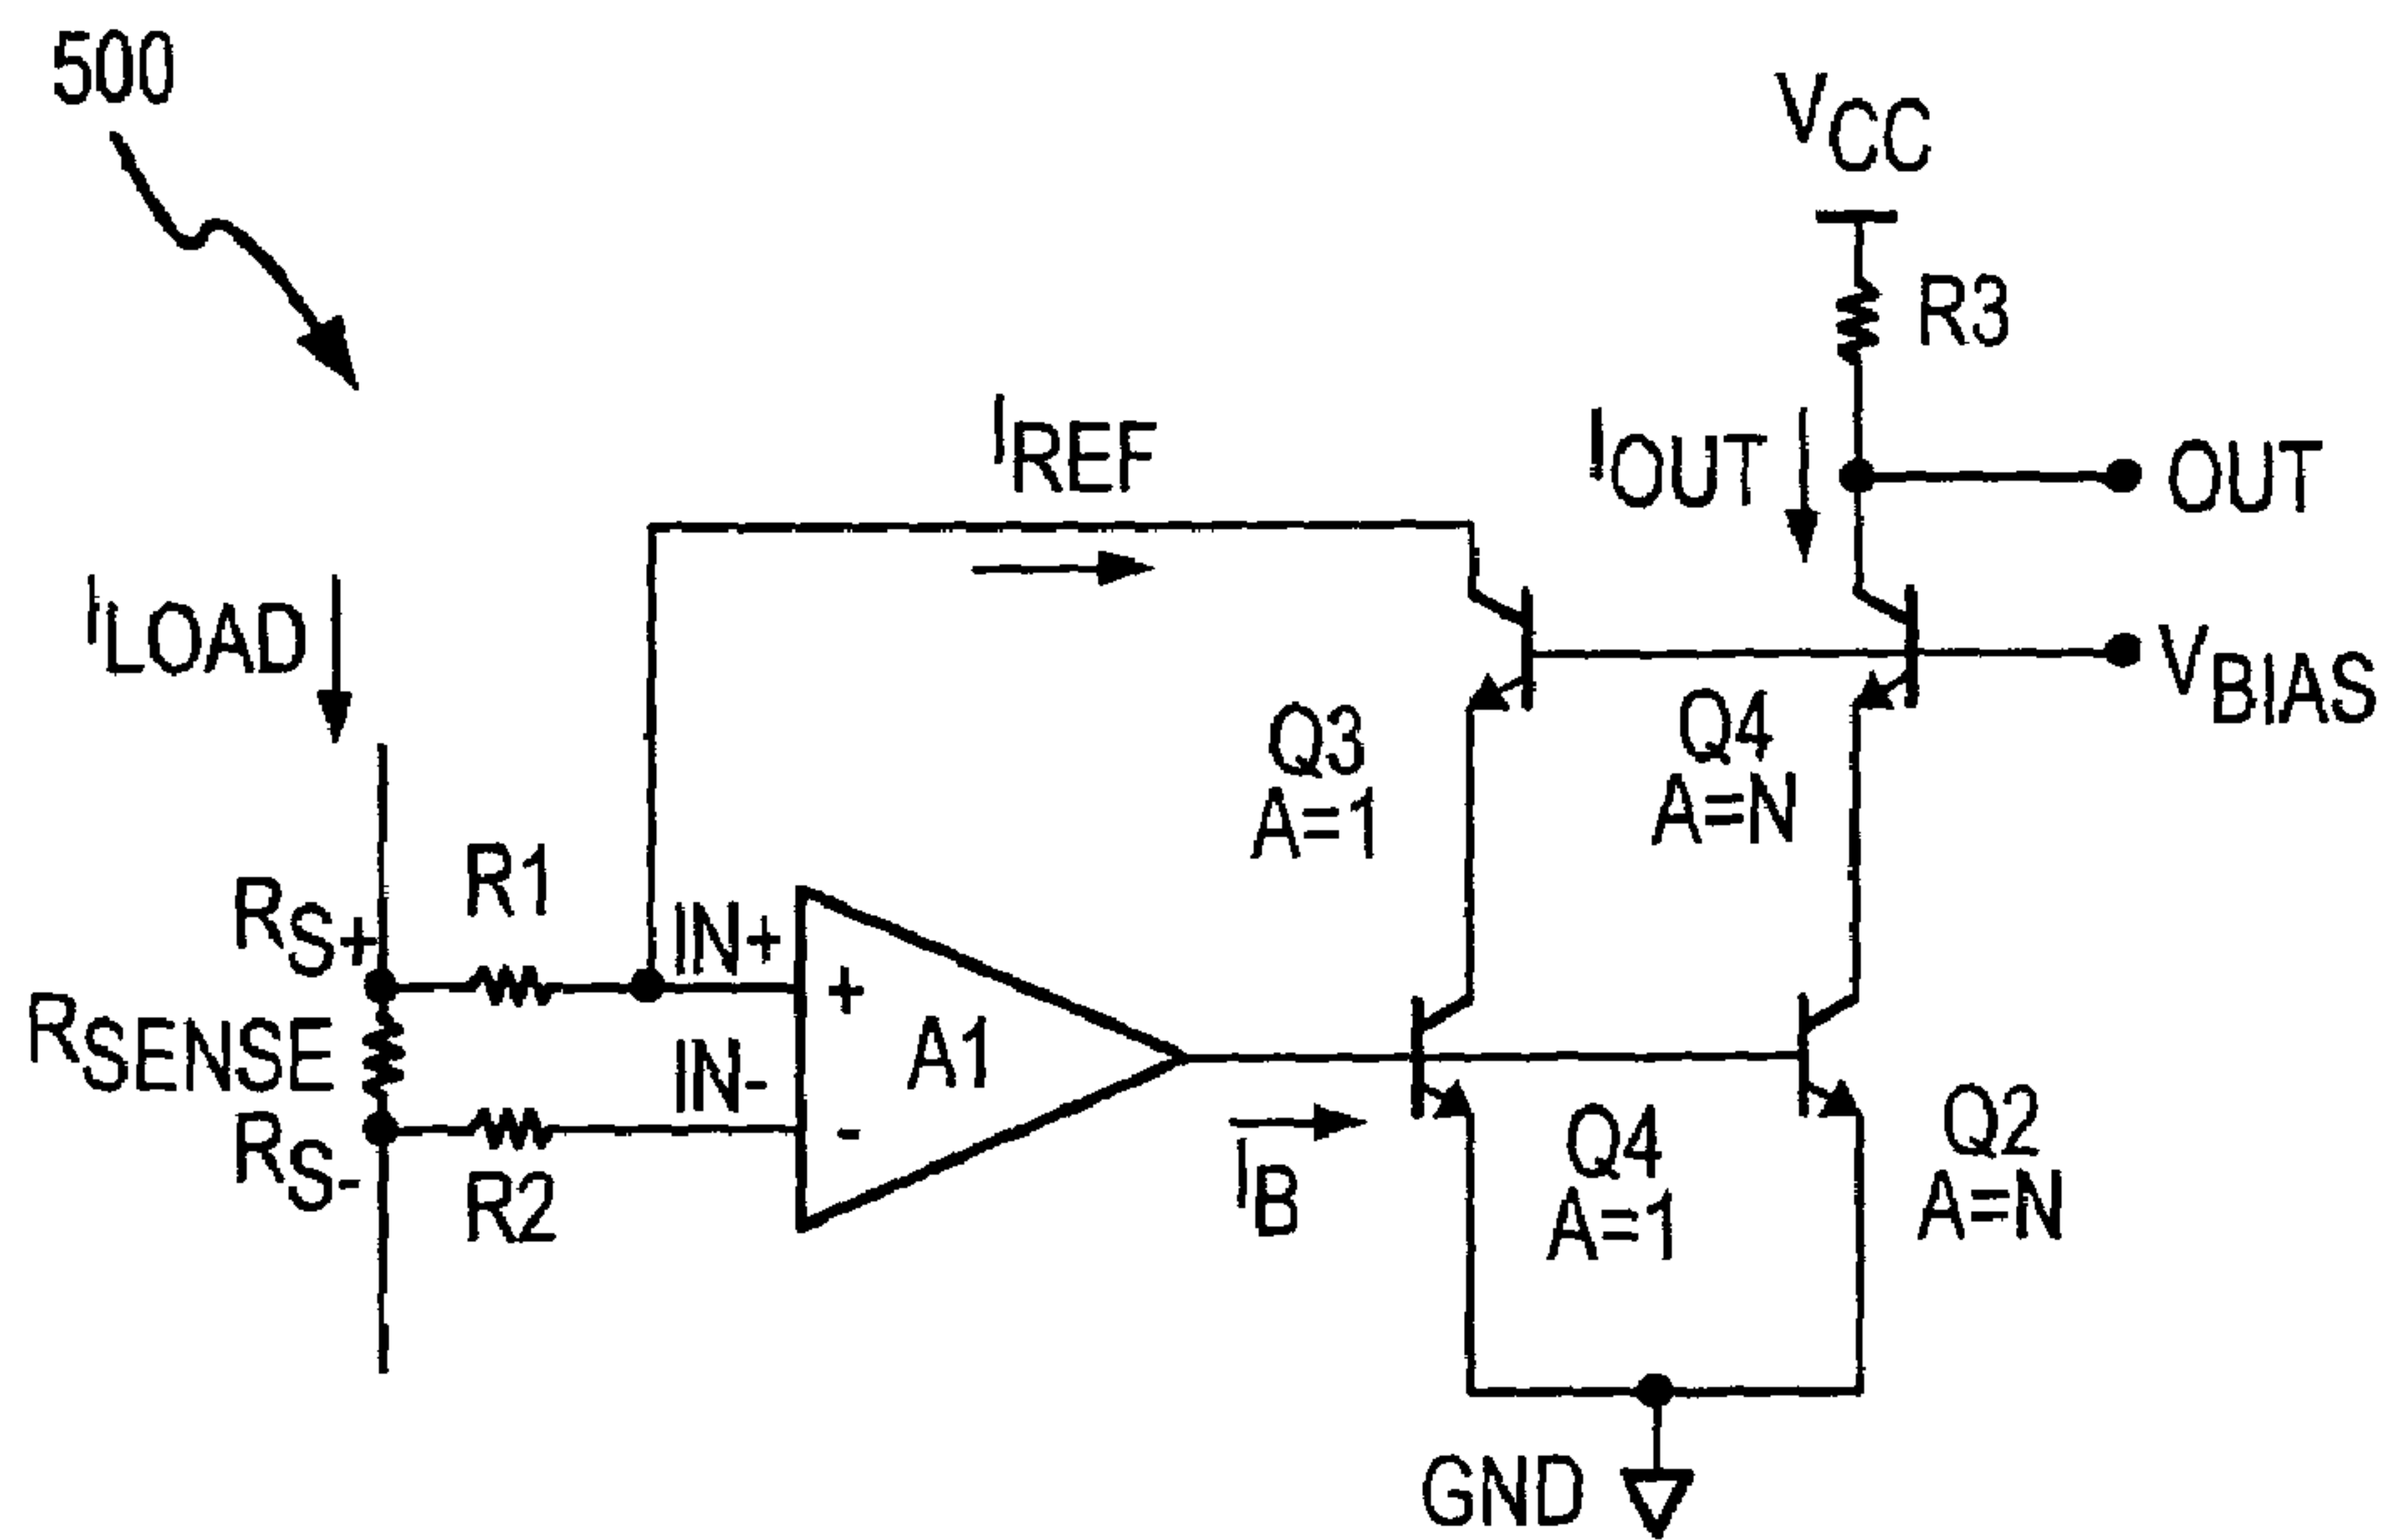 500
VCC
R3
IREF
IOUT
OUT
ILOAD
VBIAS
Q3
A=1
Q4
A=N
RS+
R1
IN+
+
A1
RSENSE
IN-
-
RS-
R2
IB
Q4
A=1
Q2
A=N
GND